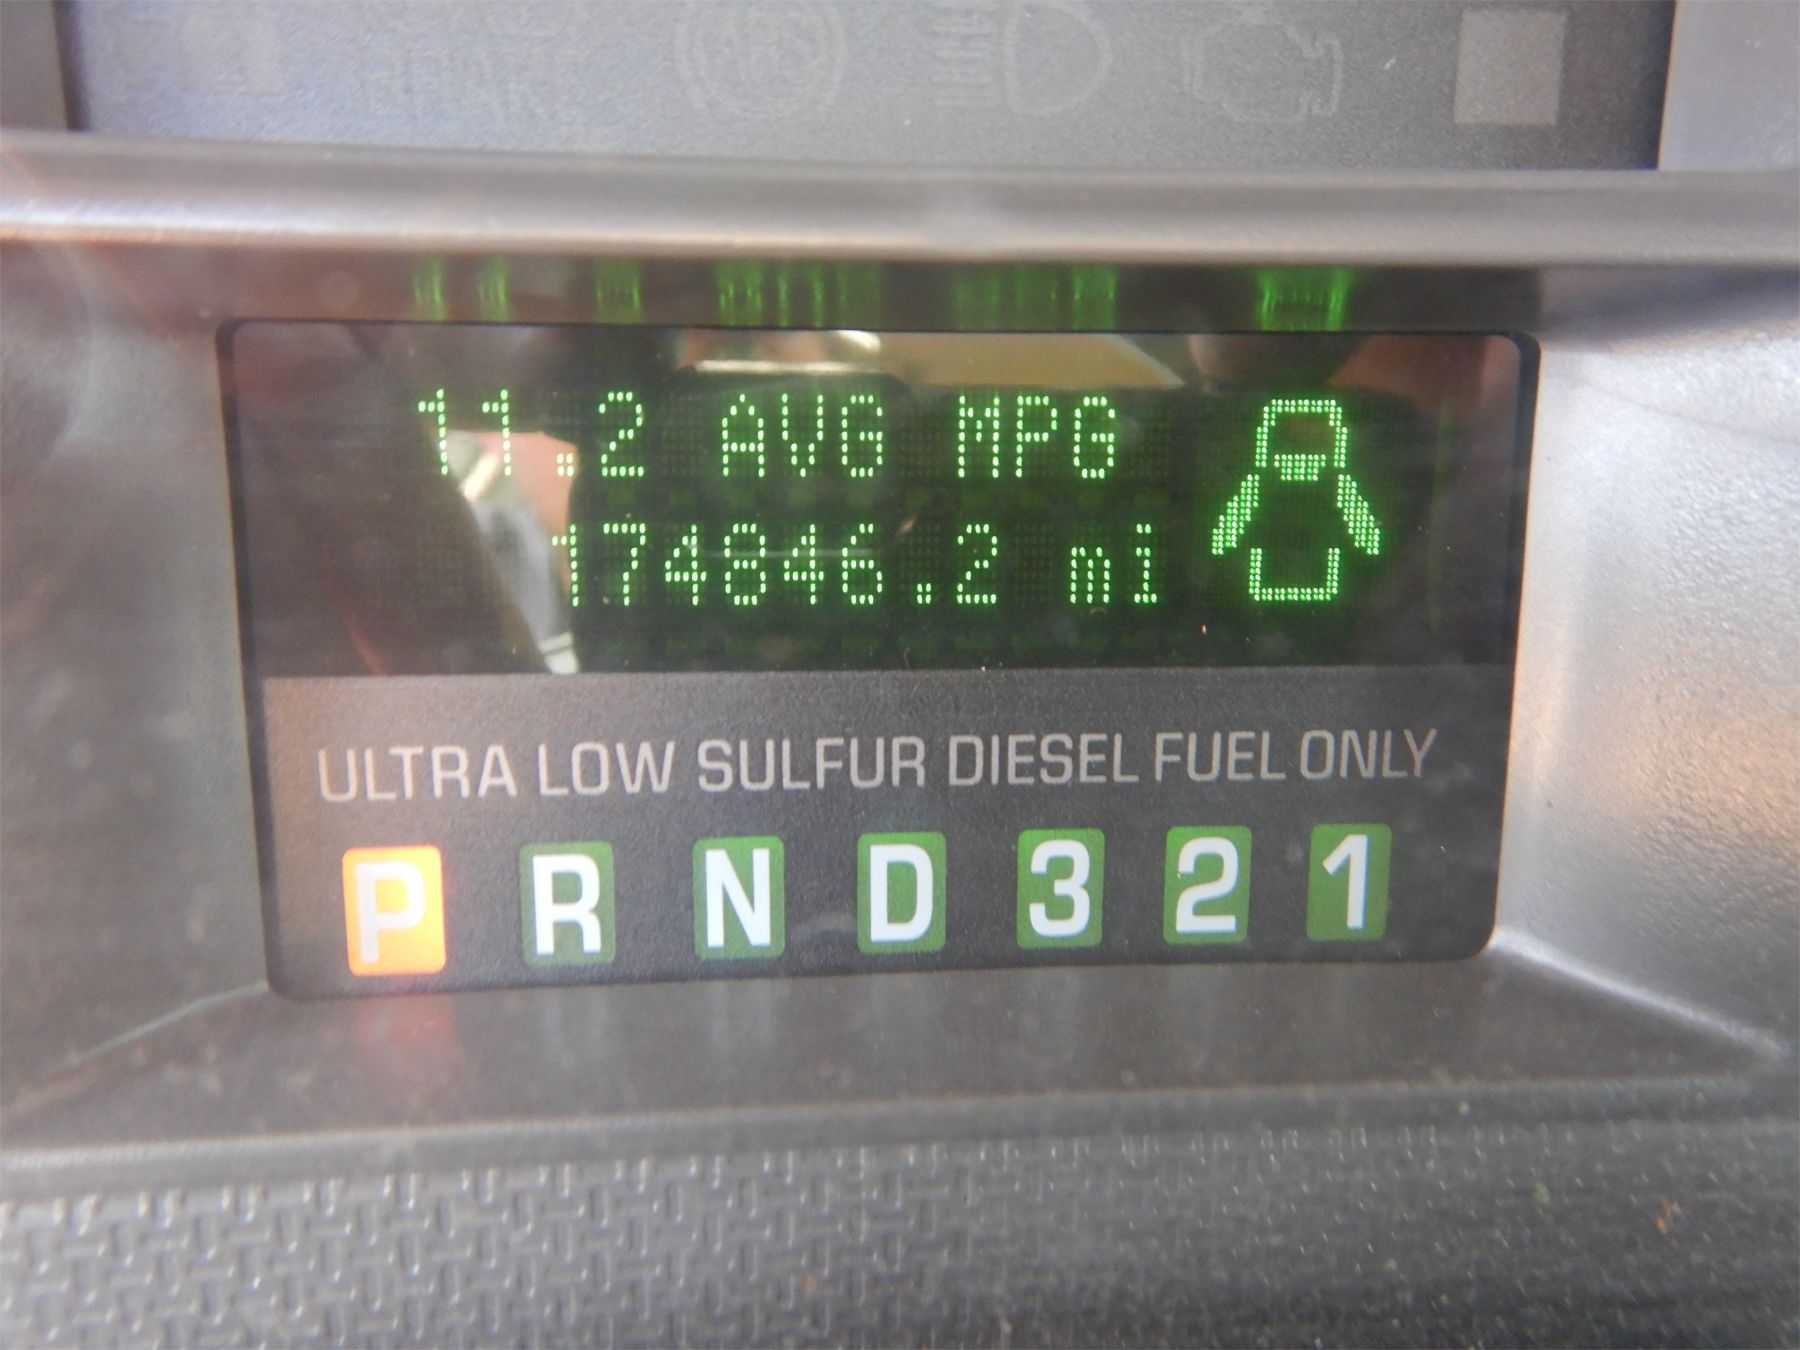 11.2 AVG MPG
174846.2 mi
ULTRA LOW SULFUR DIESEL FUEL ONLY
P R N D 3 2 1